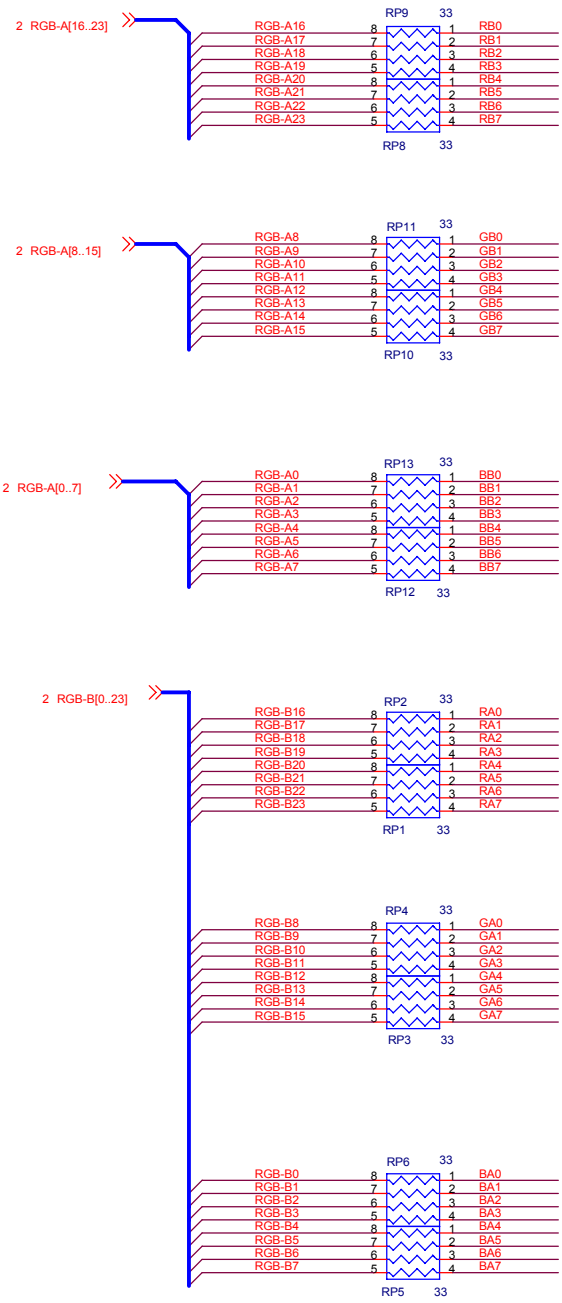 RP9 33
2 RGB-A[16..23]
RGB-A16 8 1 RB0
RGB-A17 7 2 RB1
RGB-A18 6 3 RB2
RGB-A19 5 4 RB3
RGB-A20 8 1 RB4
RGB-A21 7 2 RB5
RGB-A22 6 3 RB6
RGB-A23 5 4 RB7
RP8 33
RP11 33
2 RGB-A[8..15]
RGB-A8 8 1 GB0
RGB-A9 7 2 GB1
RGB-A10 6 3 GB2
RGB-A11 5 4 GB3
RGB-A12 8 1 GB4
RGB-A13 7 2 GB5
RGB-A14 6 3 GB6
RGB-A15 5 4 GB7
RP10 33
RP13 33
2 RGB-A[0..7]
RGB-A0 8 1 BB0
RGB-A1 7 2 BB1
RGB-A2 6 3 BB2
RGB-A3 5 4 BB3
RGB-A4 8 1 BB4
RGB-A5 7 2 BB5
RGB-A6 6 3 BB6
RGB-A7 5 4 BB7
RP12 33
2 RGB-B[0..23]
RP2 33
RGB-B16 8 1 RA0
RGB-B17 7 2 RA1
RGB-B18 6 3 RA2
RGB-B19 5 4 RA3
RGB-B20 8 1 RA4
RGB-B21 7 2 RA5
RGB-B22 6 3 RA6
RGB-B23 5 4 RA7
RP1 33
RP4 33
RGB-B8 8 1 GA0
RGB-B9 7 2 GA1
RGB-B10 6 3 GA2
RGB-B11 5 4 GA3
RGB-B12 8 1 GA4
RGB-B13 7 2 GA5
RGB-B14 6 3 GA6
RGB-B15 5 4 GA7
RP3 33
RP6 33
RGB-B0 8 1 BA0
RGB-B1 7 2 BA1
RGB-B2 6 3 BA2
RGB-B3 5 4 BA3
RGB-B4 8 1 BA4
RGB-B5 7 2 BA5
RGB-B6 6 3 BA6
RGB-B7 5 4 BA7
RP5 33